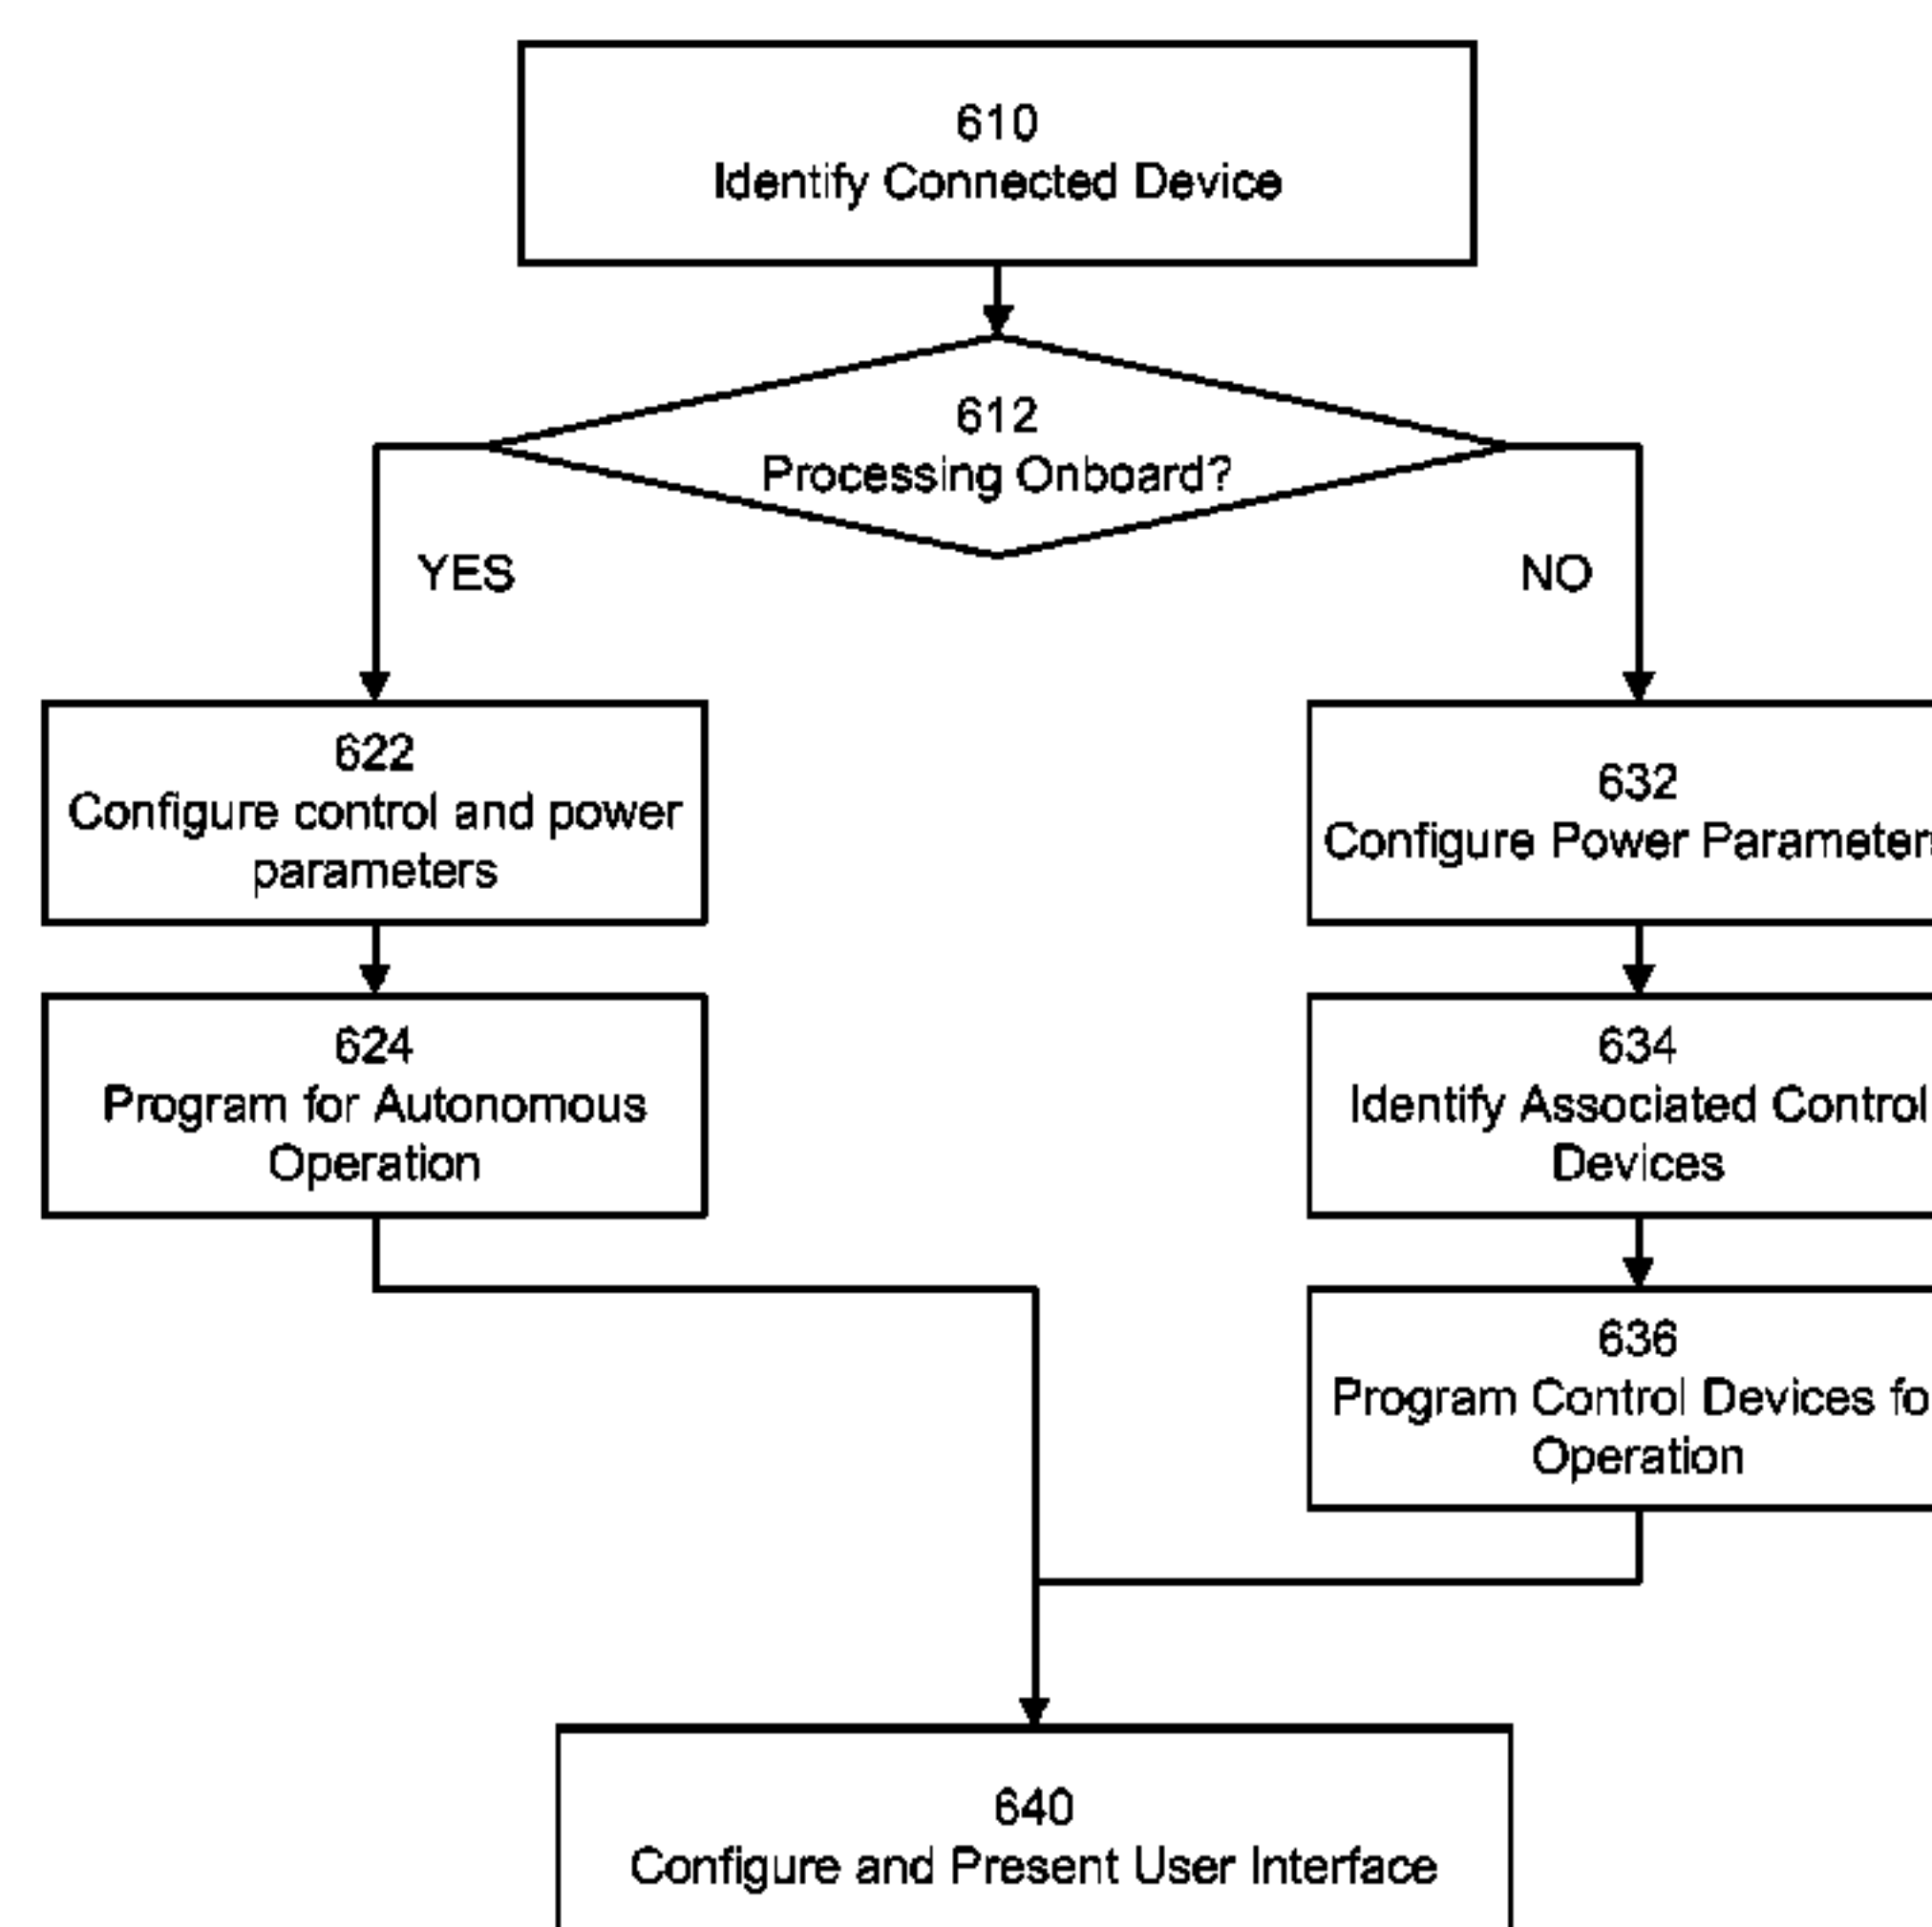 610
Identify Connected Device
612
Processing Onboard?
YES
NO
622
Configure control and power
parameters
632
Configure Power Parameters
624
Program for Autonomous
Operation
634
Identify Associated Control
Devices
636
Program Control Devices fo
Operation
640
Configure and Present User Interface